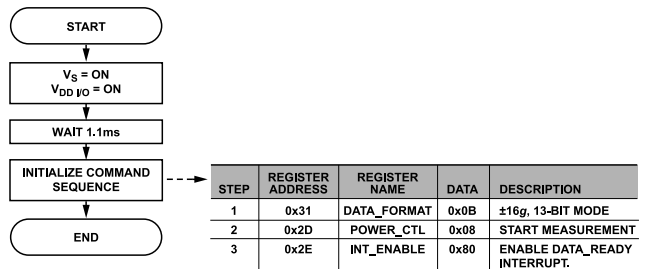 START
VS = ON
VDD I/O = ON
WAIT 1.1ms
INITIALIZE COMMAND
SEQUENCE
END
STEP REGISTER ADDRESS REGISTER NAME DATA DESCRIPTION
1 0x31 DATA_FORMAT 0x0B ±16g, 13-BIT MODE
2 0x2D POWER_CTL 0x08 START MEASUREMENT
3 0x2E INT_ENABLE 0x80 ENABLE DATA_READY
INTERRUPT.